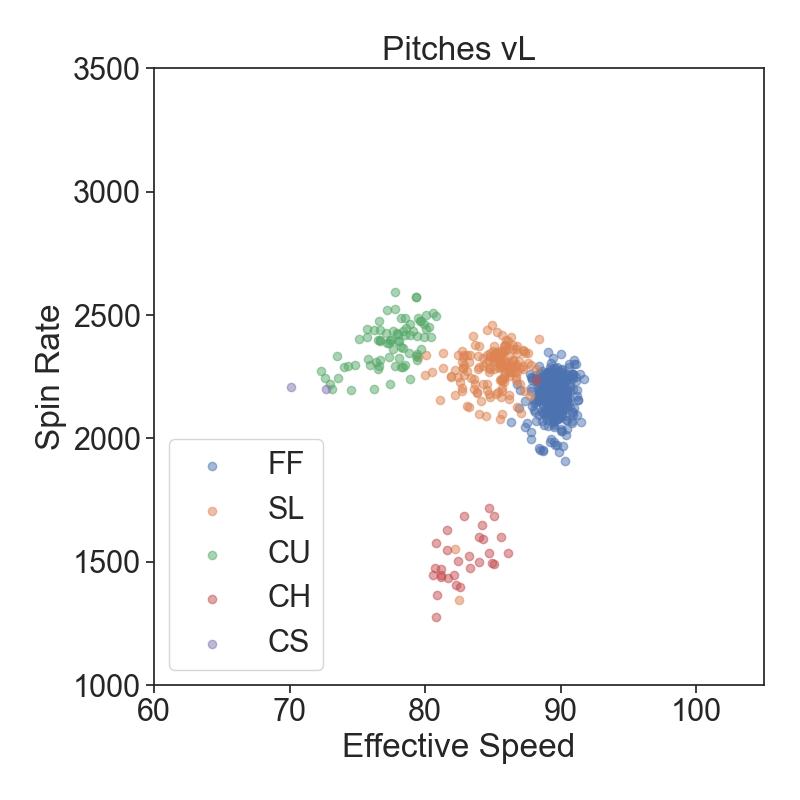 Pitches vL
3500
3000
2500
2000
1500
1000
Spin Rate
FF
SL
CU
CH
CS
60 70 80 90 100
Effective Speed